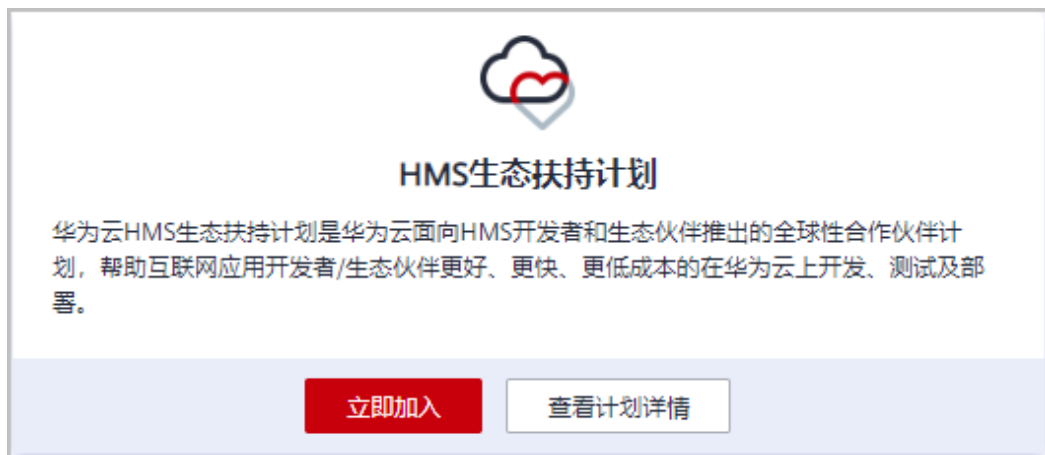 HMS生态扶持计划
华为云HMS生态扶持计划是华为云面向HMS开发者和生态伙伴推出的全球性合作伙伴计
划，帮助互联网应用开发者/生态伙伴更好、更快、更低成本的在华为云上开发、测试及部
署。
立即加入
查看计划详情